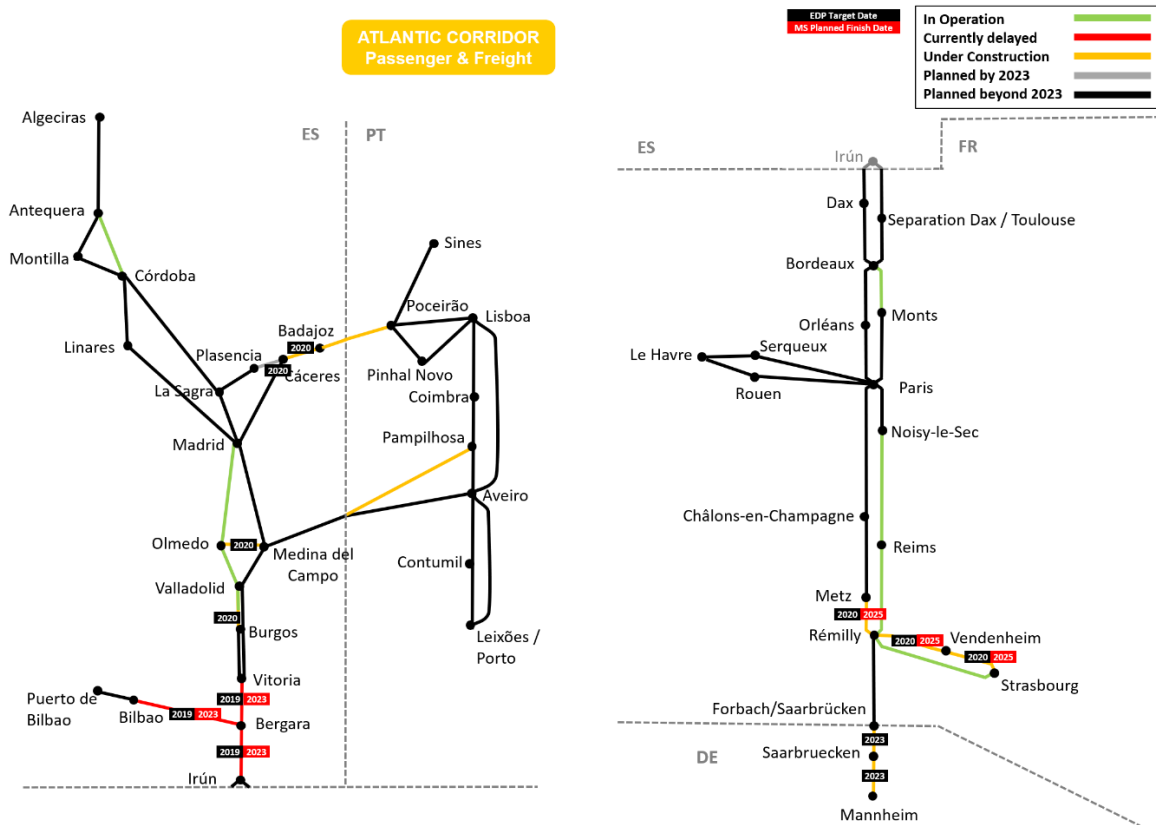 ATLANTIC CORRIDOR
Passenger & Freight
EDP Target Date
MS Planned Finish Date
In Operation
Currently delayed
Under Construction
Planned by 2023
Planned beyond 2023
Algeciras
ES
PT
Antequera
Montilla
Córdoba
Sines
Linares
Badajoz
Poceirão
Lisboa
Plasencia
2020
2020
Cáceres
Pinhal Novo
La Sagra
Coimbra
Madrid
Pampilhosa
Aveiro
Olmedo
2020
Medina del
Campo
Contumil
Valladolid
2020
Burgos
Leixões /
Porto
Vitoria
Puerto de
Bilbao
Bilbao
2019 2023
2019 2023
Bergara
2019 2023
Irún
ES
FR
Irún
Dax
Separation Dax / Toulouse
Bordeaux
Orléans
Monts
Le Havre
Serqueux
Rouen
Paris
Noisy-le-Sec
Châlons-en-Champagne
Reims
Metz
2020 2025
Rémilly
2020 2025
Vendenheim
2020 2025
Strasbourg
Forbach/Saarbrücken
DE
2023
Saarbruecken
2023
Mannheim